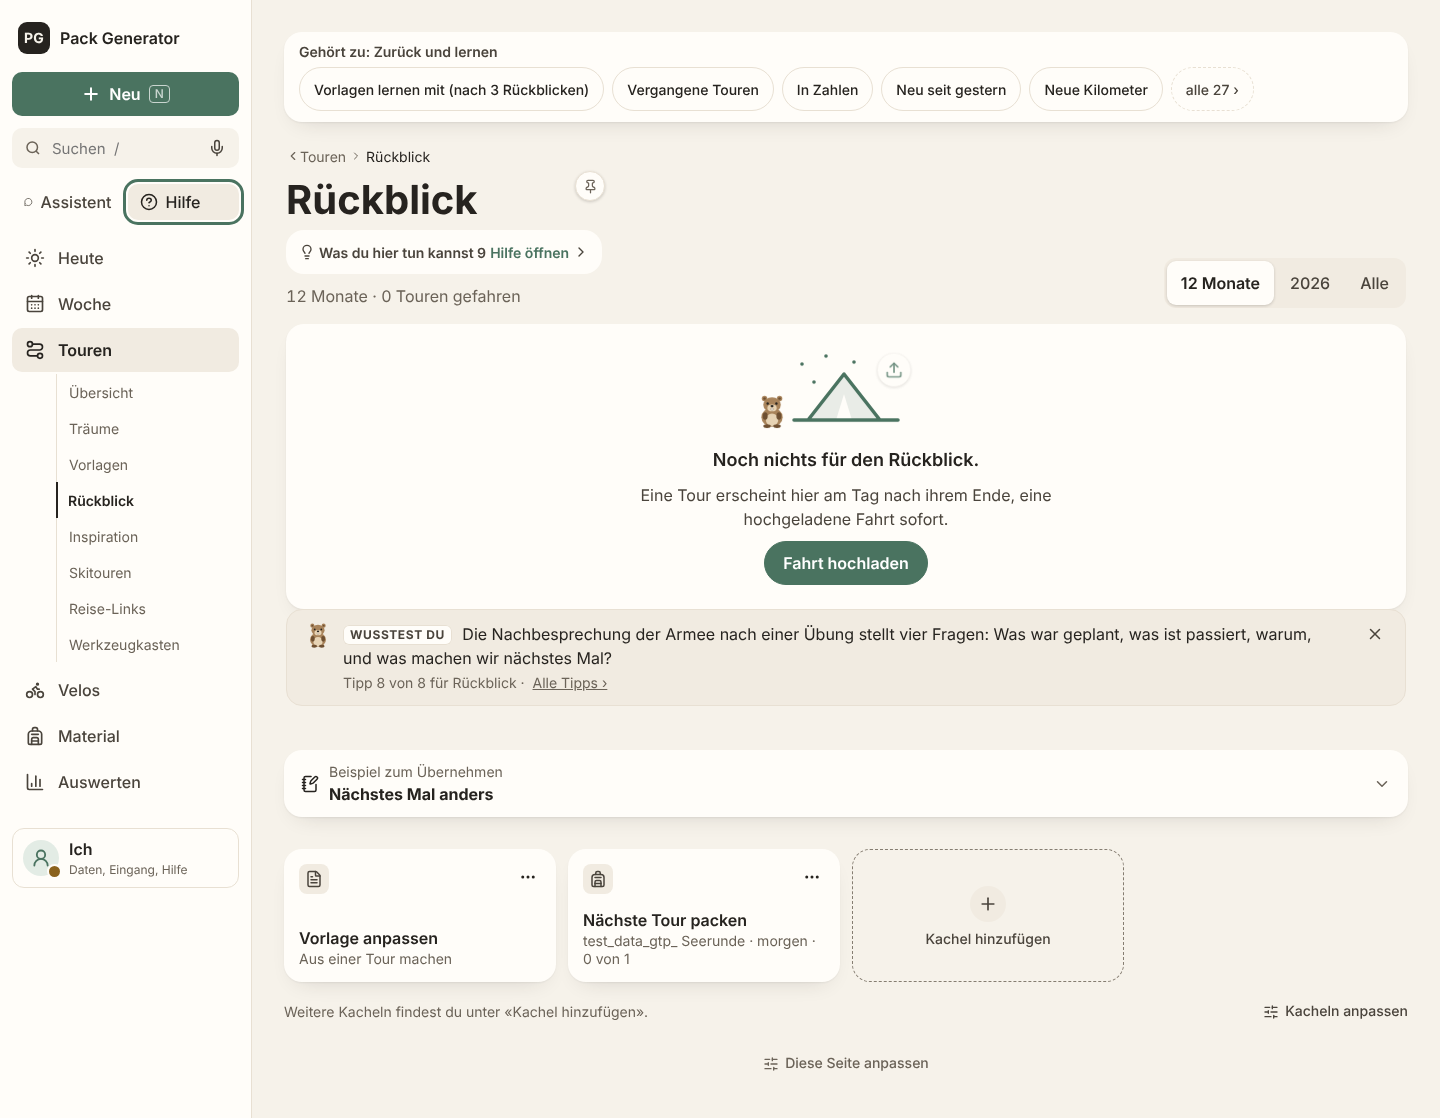 PG Pack Generator
Neu N
Suchen /
Assistent
Hilfe
Heute
Woche
Touren
Übersicht
Träume
Vorlagen
Rückblick
Inspiration
Skitouren
Reise-Links
Werkzeugkasten
Velos
Material
Auswerten
Ich
Daten, Eingang, Hilfe
Gehört zu: Zurück und lernen
Vorlagen lernen mit (nach 3 Rückblicken)
Vergangene Touren
In Zahlen
Neu seit gestern
Neue Kilometer
alle 27 ›
Touren › Rückblick
Rückblick
Was du hier tun kannst 9 Hilfe öffnen
12 Monate · 0 Touren gefahren
12 Monate
2026
Alle
Noch nichts für den Rückblick.
Eine Tour erscheint hier am Tag nach ihrem Ende, eine
hochgeladene Fahrt sofort.
Fahrt hochladen
WUSSTEST DU Die Nachbesprechung der Armee nach einer Übung stellt vier Fragen: Was war geplant, was ist passiert, warum,
und was machen wir nächstes Mal?
Tipp 8 von 8 für Rückblick · Alle Tipps ›
Beispiel zum Übernehmen
Nächstes Mal anders
Vorlage anpassen
Aus einer Tour machen
Nächste Tour packen
test_data_gtp_ Seerunde · morgen ·
0 von 1
Kachel hinzufügen
Weitere Kacheln findest du unter «Kachel hinzufügen».
Kacheln anpassen
Diese Seite anpassen